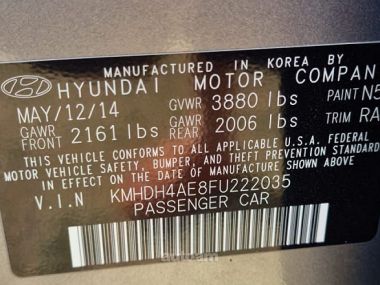 MANUFACTURED IN KOREA BY
HYUNDAI MOTOR COMPAN
MAY/12/14 GVWR 3880 lbs PAINT N5
GAWR FRONT 2161 lbs GAWR REAR 2006 lbs TRIM RA
THIS VEHICLE CONFORMS TO ALL APPLICABLE U.S.A. FEDERAL
MOTOR VEHICLE SAFETY, BUMPER, AND THEFT PREVENTION STANDARD
IN EFFECT ON THE DATE OF MANUFACTURE SHOWN ABOVE.
V.I.N KMHDH4AE8FU222035
PASSENGER CAR